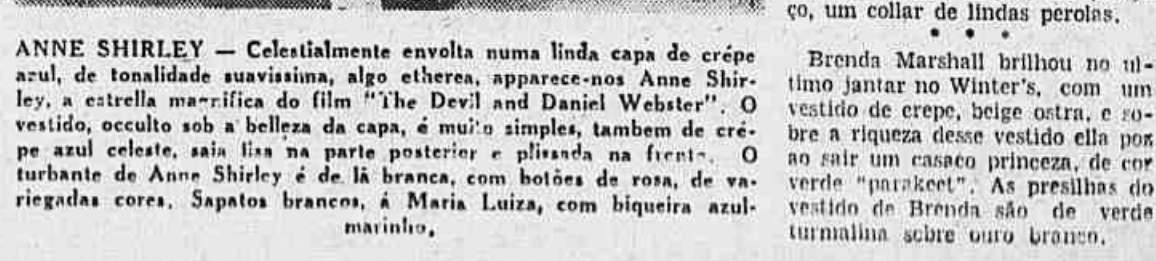 ANNE SHIRLEY — Celestialmente envolta numa linda capa de crépe
azul, de tonalidade suavissima, algo etherea, apparece-nos Anne Shir-
ley, a estrella magnifica do film "The Devil and Daniel Webster". O
vestido, occulto sob a belleza da capa, é muito simples, tambem de cré-
pe azul celeste, saia lisa na parte posterior e plissada na frente. O
turbante de Anne Shirley é de lã branca, com botões de rosa, de va-
riegadas cores. Sapatos brancos, á Maria Luiza, com biqueira azul-
marinho.
ço, um collar de lindas perolas.
• • •
Brenda Marshall brilhou no ul-
timo jantar no Winter's, com um
vestido de crepe, beige ostra, e so-
bre a riqueza desse vestido ella poz
ao sair um casaco princeza, de cor
verde "parakeet". As presilhas do
vestido de Brenda são de verde
turmalina sobre ouro branco.